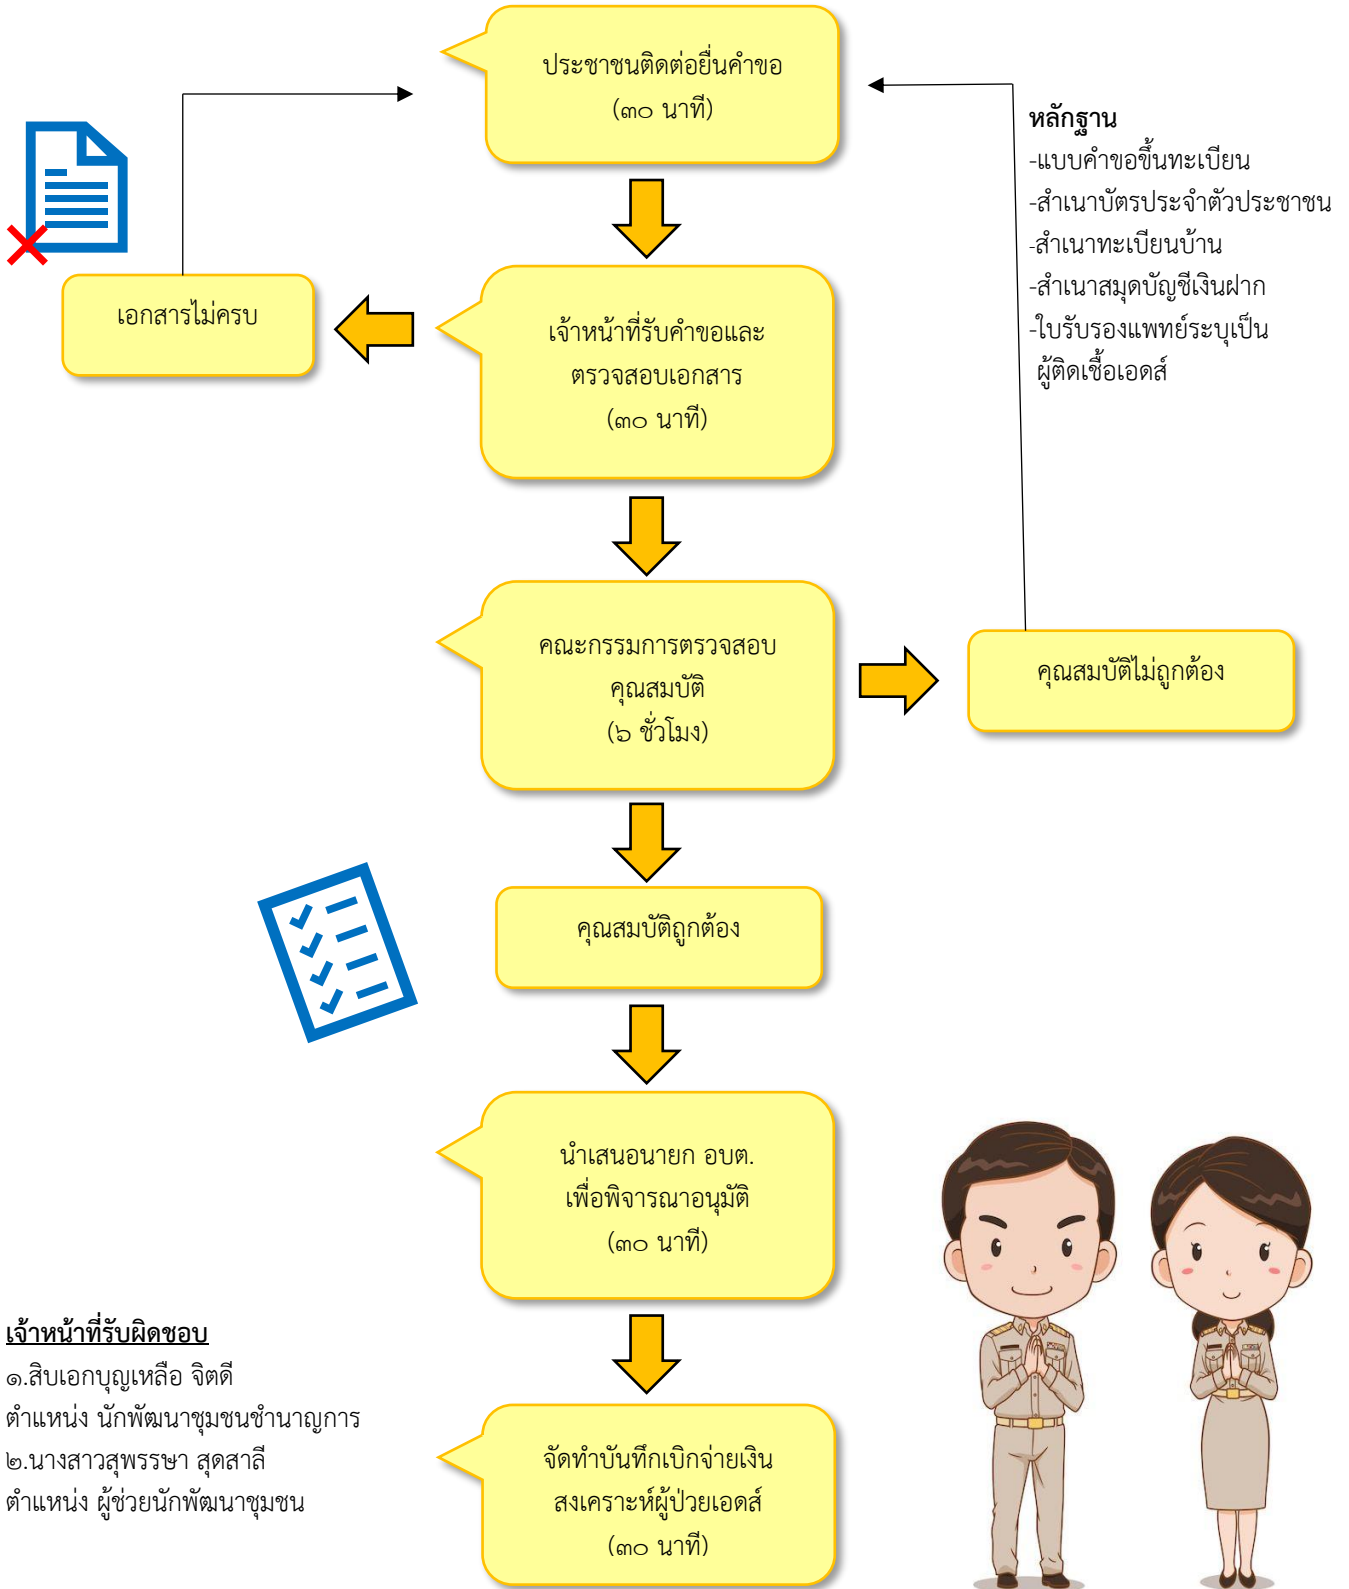 ประชาชนติดต่อยื่นคำขอ
(๓๐ นาที)
หลักฐาน
-แบบคำขอขึ้นทะเบียน
-สำเนาบัตรประจำตัวประชาชน
-สำเนาทะเบียนบ้าน
-สำเนาสมุดบัญชีเงินฝาก
-ใบรับรองแพทย์ระบุเป็น
ผู้ติดเชื้อเอดส์
เอกสารไม่ครบ
เจ้าหน้าที่รับคำขอและ
ตรวจสอบเอกสาร
(๓๐ นาที)
คณะกรรมการตรวจสอบ
คุณสมบัติ
(๖ ชั่วโมง)
คุณสมบัติไม่ถูกต้อง
คุณสมบัติถูกต้อง
นำเสนอนายก อบต.
เพื่อพิจารณาอนุมัติ
(๓๐ นาที)
เจ้าหน้าที่รับผิดชอบ
๑.สิบเอกบุญเหลือ จิตดี
ตำแหน่ง นักพัฒนาชุมชนชำนาญการ
๒.นางสาวสุพรรษา สุดสาลี
ตำแหน่ง ผู้ช่วยนักพัฒนาชุมชน
จัดทำบันทึกเบิกจ่ายเงิน
สงเคราะห์ผู้ป่วยเอดส์
(๓๐ นาที)